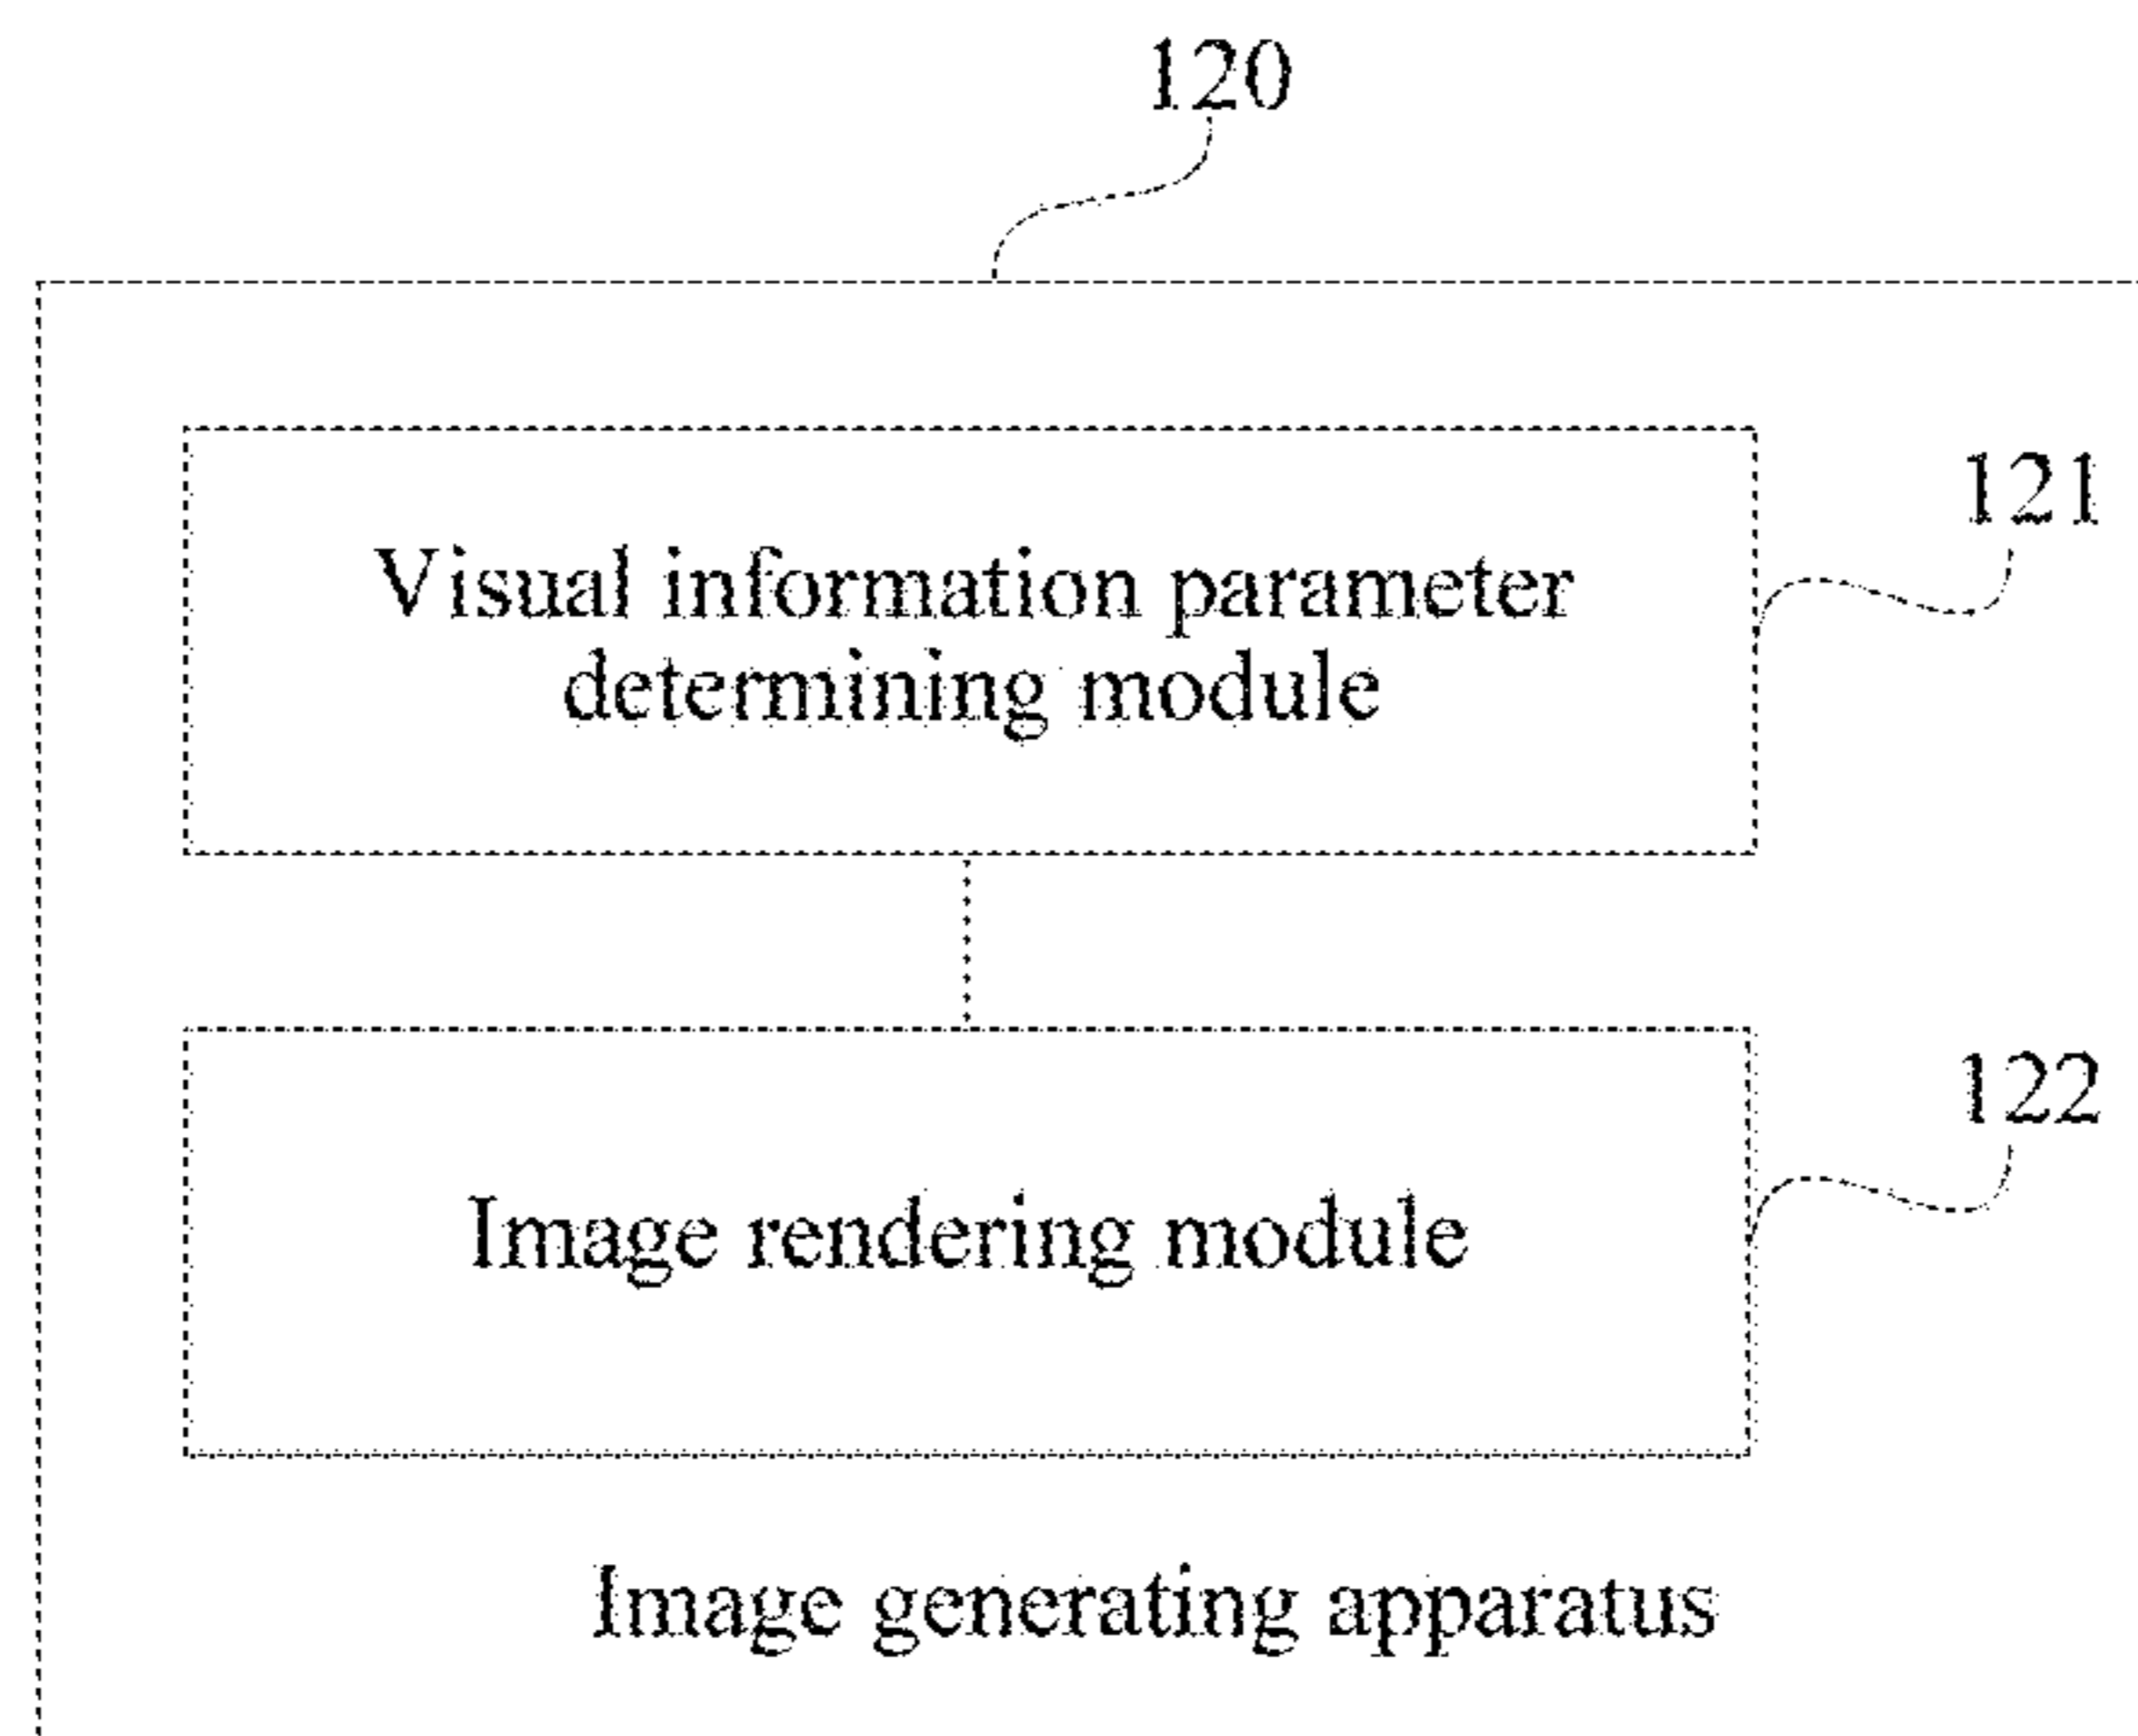 120
121
Visual information parameter
determining module
122
Image rendering module
Image generating apparatus